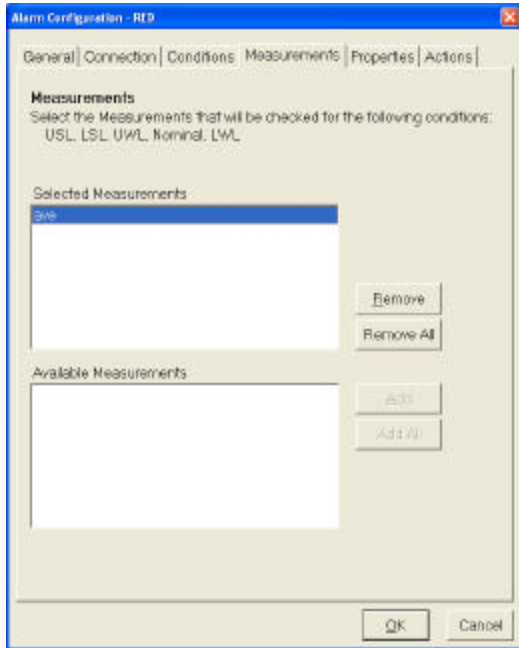 Alarm Configuration - RED
General Connection Conditions Measurements Properties Actions
Measurements
Select the Measurements that will be checked for the following conditions:
USL, LSL, UWL, Nominal, LWL
Selected Measurements
ave
Remove
Remove All
Available Measurements
Add
Add All
OK Cancel